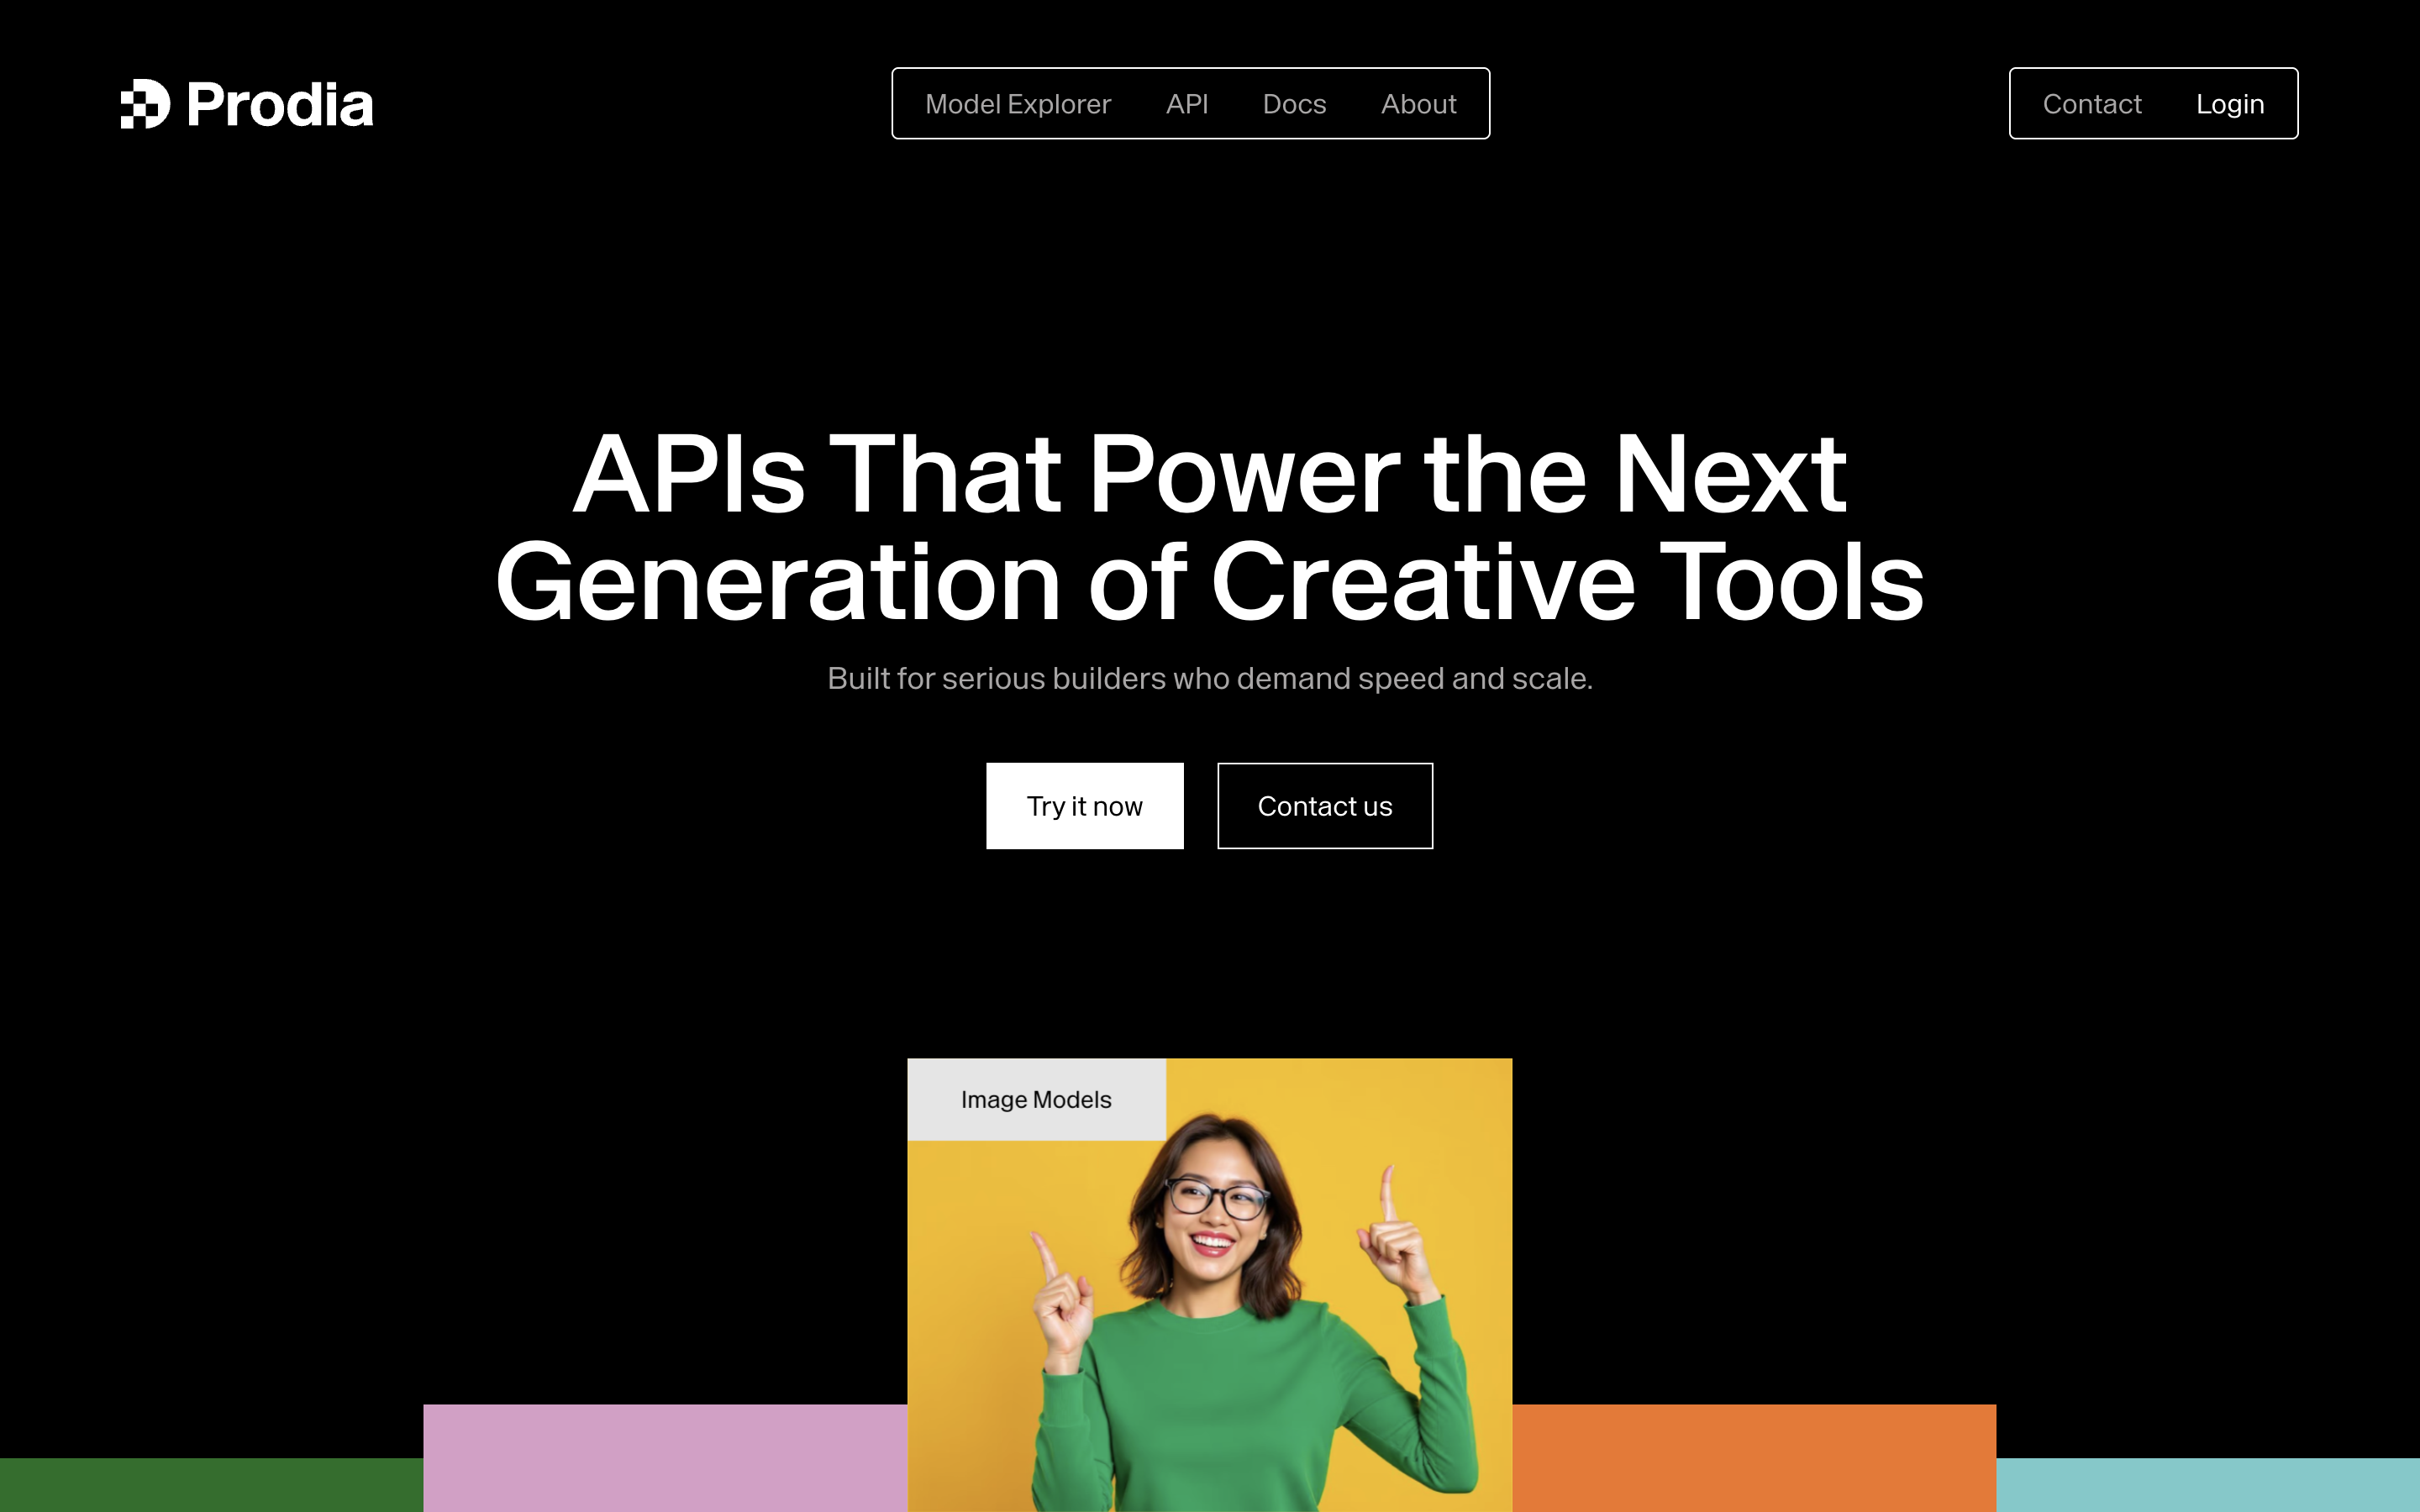 Prodia
Model Explorer API Docs About
Contact Login
APIs That Power the Next
Generation of Creative Tools
Built for serious builders who demand speed and scale.
Try it now
Contact us
Image Models